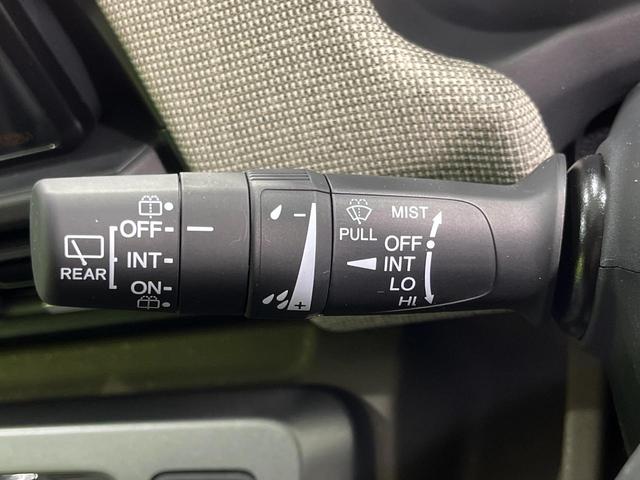 REAR
OFF
INT
ON
−
+
PULL
MIST
OFF
INT
LO
HI